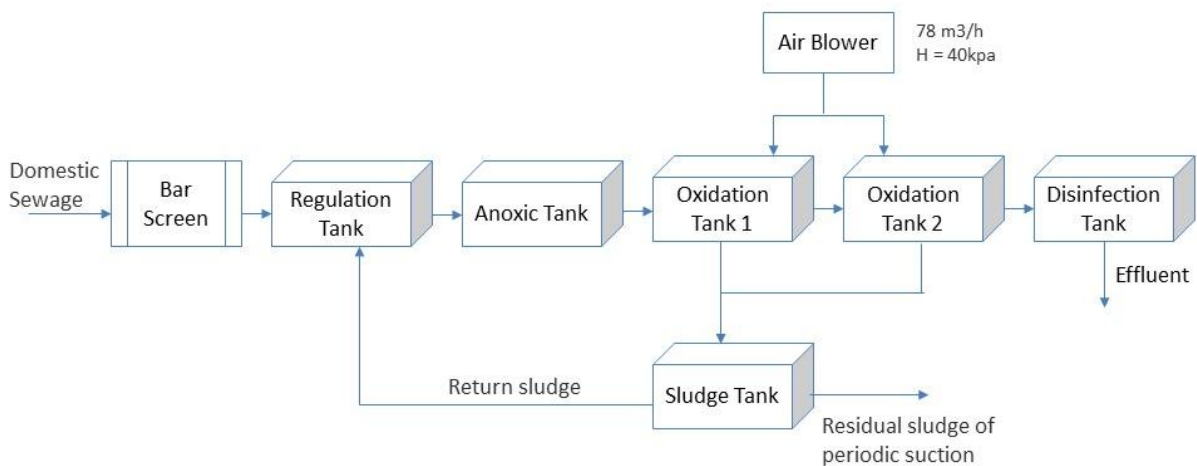 Air Blower
78 m3/h
H = 40kpa
Domestic
Sewage
Bar
Screen
Regulation
Tank
Anoxic Tank
Oxidation
Tank 1
Oxidation
Tank 2
Disinfection
Tank
Effluent
Return sludge
Sludge Tank
Residual sludge of
periodic suction